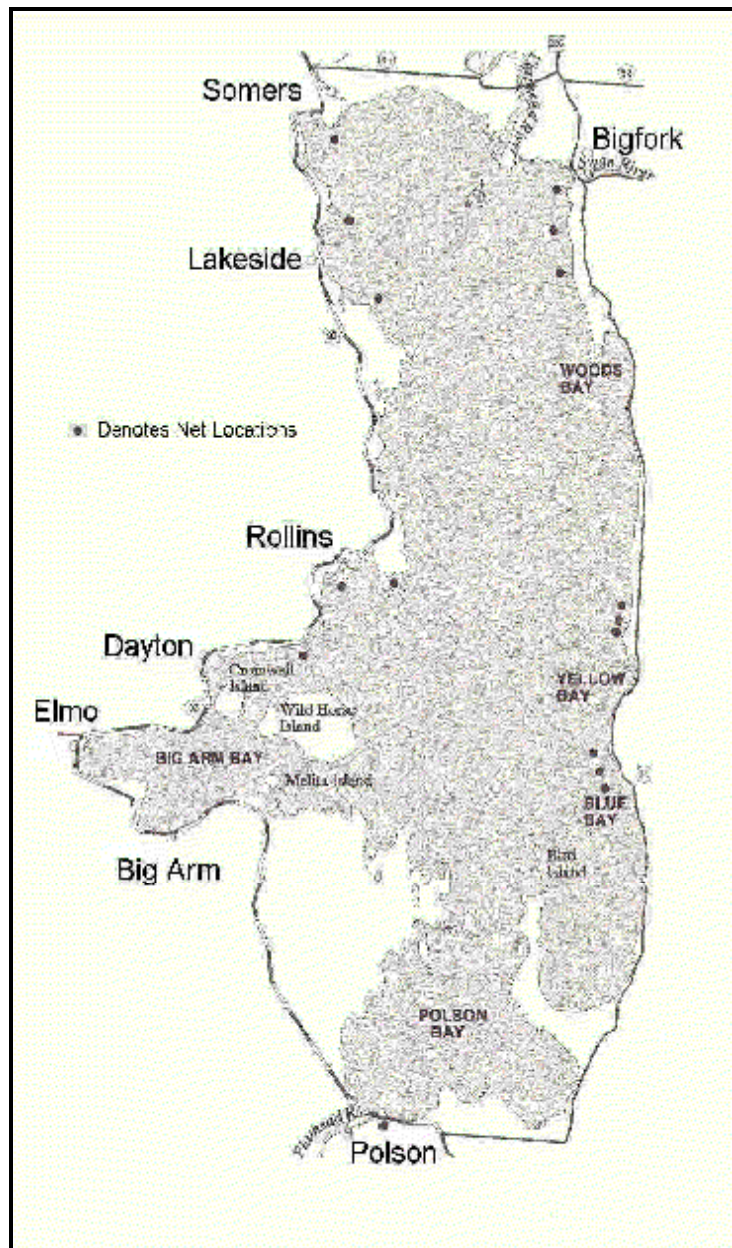 Somers
Bigfork
Swan River
Lakeside
WOODS
BAY
Denotes Net Locations
Rollins
Dayton
Cromwell
Island
Elmo
Wild Horse
Island
YELLOW
BAY
BIG ARM BAY
Melita Island
BLUE
BAY
Big Arm
Bird
Island
POLSON
BAY
Flathead R.
Polson